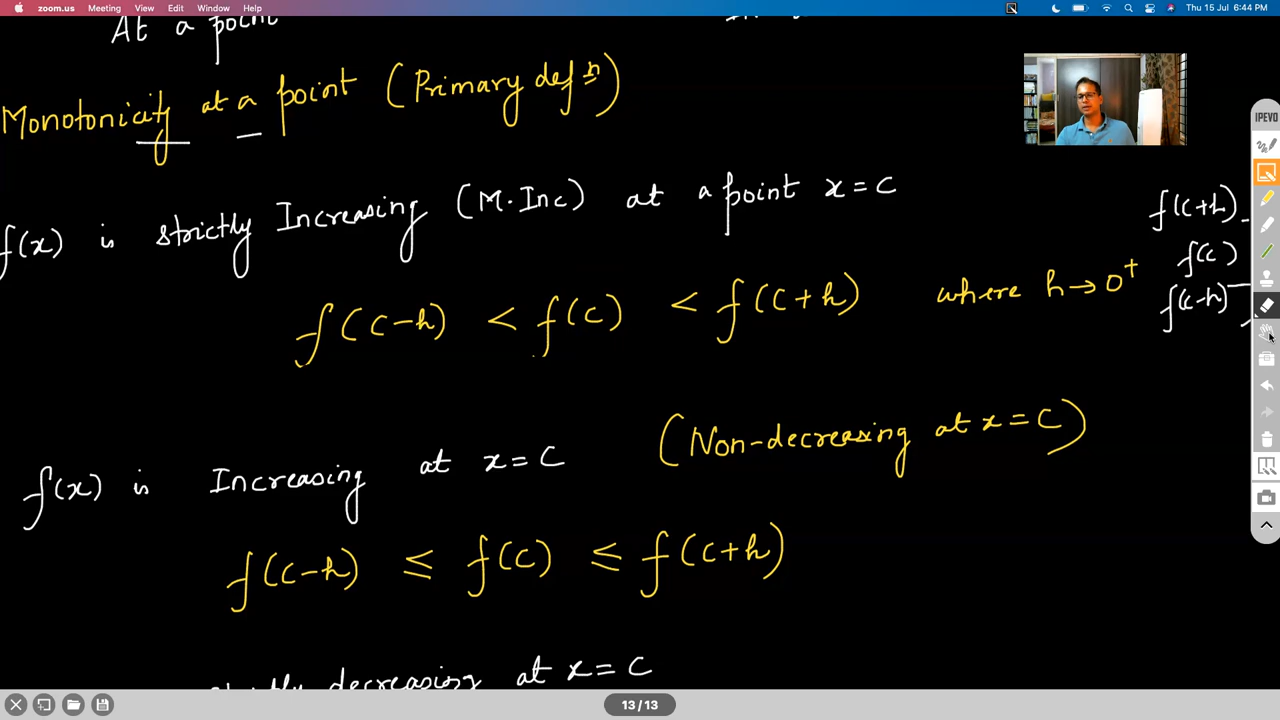 zoom.us Meeting View Edit Window Help Thu 15 Jul 6:44 PM
At a point
Monotonicity at a point (Primary defⁿ)
f(x) is strictly Increasing (M.Inc) at a point x = c
f(c-h) < f(c) < f(c+h) where h→0⁺
f(c+h)
f(c)
f(c-h)
IPEVO
f(x) is Increasing at x = c (Non-decreasing at x = c)
f(c-h) ≤ f(c) ≤ f(c+h)
decreasing at x = c
13/13